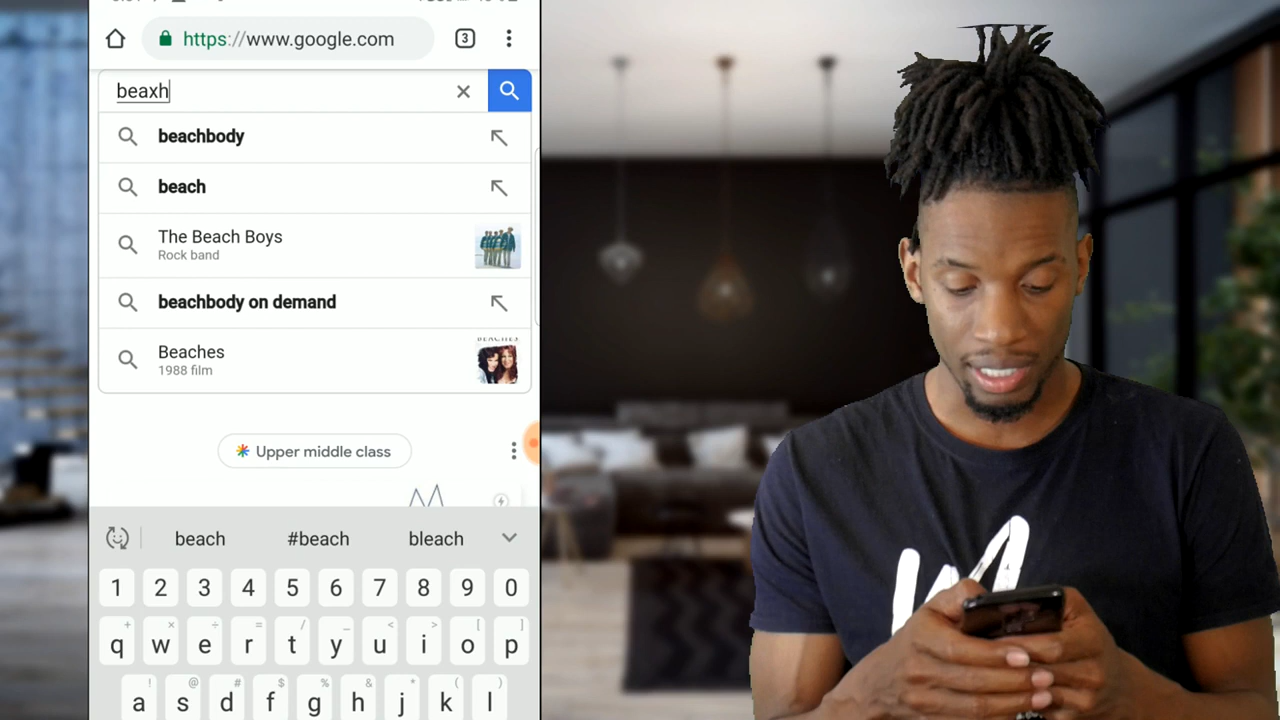 https://www.google.com
3
beaxh
beachbody
beach
The Beach Boys
Rock band
beachbody on demand
Beaches
1988 film
Upper middle class
beach #beach bleach
1 2 3 4 5 6 7 8 9 0
+ × ÷ = / _ < > [ ]
q w e r t y u i o p
! @ # $ % & * ( )
a s d f g h j k l